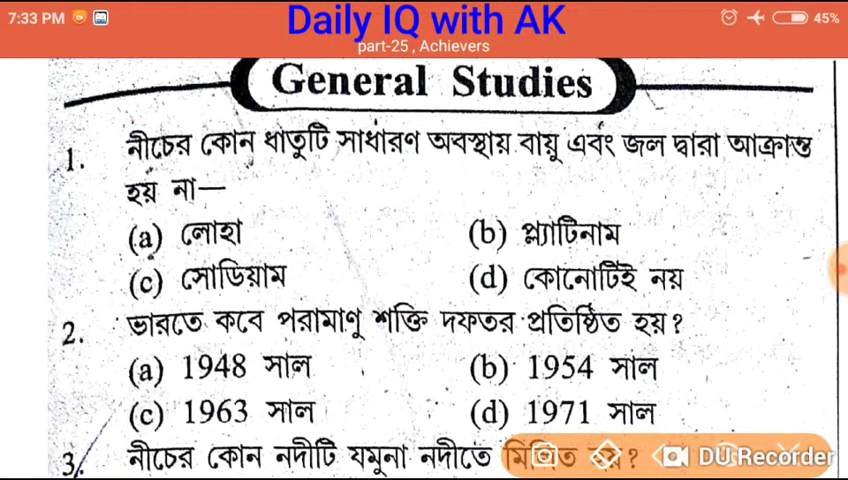 7:33 PM
Daily IQ with AK
45%
part-25 , Achievers
General Studies
1. নীচের কোন ধাতুটি সাধারণ অবস্থায় বায়ু এবং জল দ্বারা আক্রান্ত
হয় না—
(a) লোহা (b) প্ল্যাটিনাম
(c) সোডিয়াম (d) কোনোটিই নয়
2. ভারতে কবে পরামাণু শক্তি দফতর প্রতিষ্ঠিত হয়?
(a) 1948 সাল (b) 1954 সাল
(c) 1963 সাল (d) 1971 সাল
3. নীচের কোন নদীটি যমুনা নদীতে ?
DU Recorder